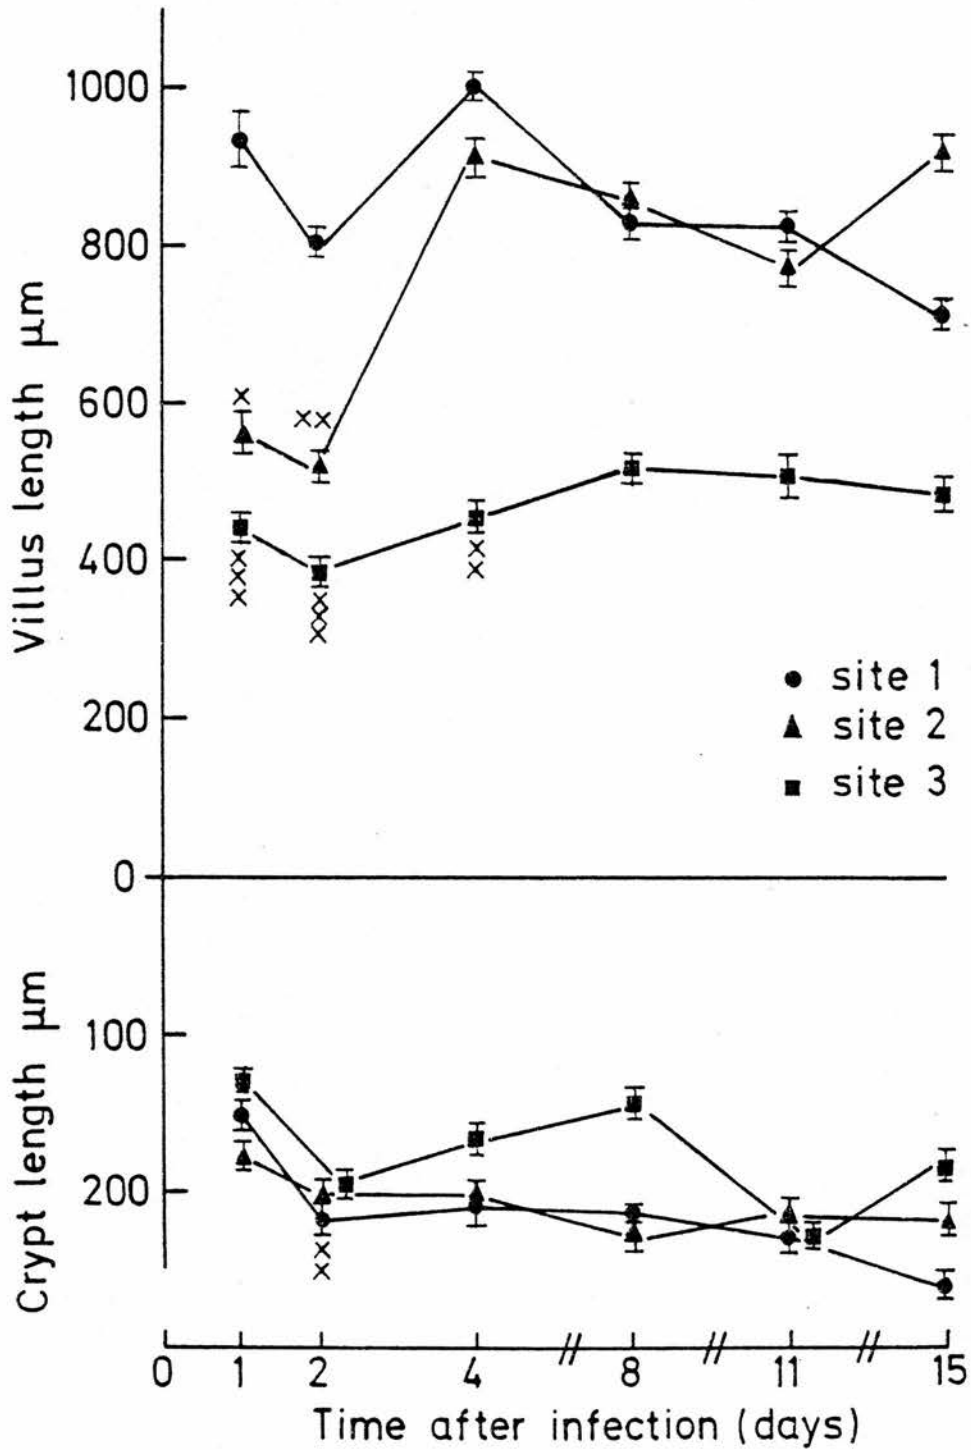 Villus length µm
1000
800
600
400
200
0
×
××
×
×
×
×
×
×
×
×
site 1
site 2
site 3
Crypt length µm
100
200
×
×
0 1 2 4 8 11 15
Time after infection (days)